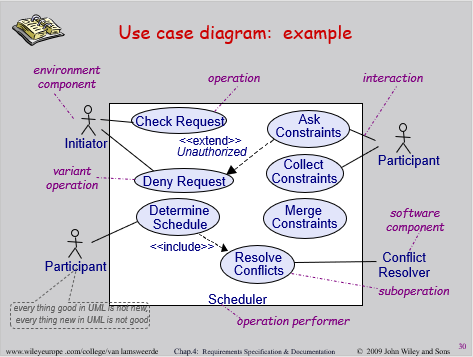 Use case diagram: example
environment
component
operation
interaction
Check Request
Ask
Constraints
<<extend>>
Unauthorized
Initiator
Participant
Collect
Constraints
variant
operation
Deny Request
Determine
Schedule
Merge
Constraints
software
component
<<include>>
Resolve
Conflicts
Conflict
Resolver
Participant
suboperation
Scheduler
every thing good in UML is not new,
every thing new in UML is not good
operation performer
30
www.wileyeurope .com/college/van lamsweerde Chap.4: Requirements Specification & Documentation © 2009 John Wiley and Sons